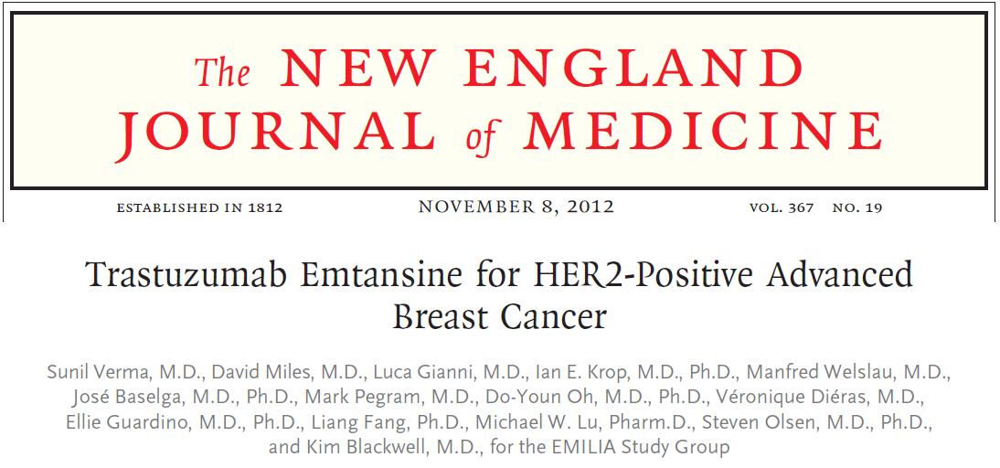 The NEW ENGLAND
JOURNAL of MEDICINE
ESTABLISHED IN 1812 NOVEMBER 8, 2012 VOL. 367 NO. 19
Trastuzumab Emtansine for HER2-Positive Advanced
Breast Cancer
Sunil Verma, M.D., David Miles, M.D., Luca Gianni, M.D., Ian E. Krop, M.D., Ph.D., Manfred Welslau, M.D.,
José Baselga, M.D., Ph.D., Mark Pegram, M.D., Do-Youn Oh, M.D., Ph.D., Véronique Diéras, M.D.,
Ellie Guardino, M.D., Ph.D., Liang Fang, Ph.D., Michael W. Lu, Pharm.D., Steven Olsen, M.D., Ph.D.,
and Kim Blackwell, M.D., for the EMILIA Study Group